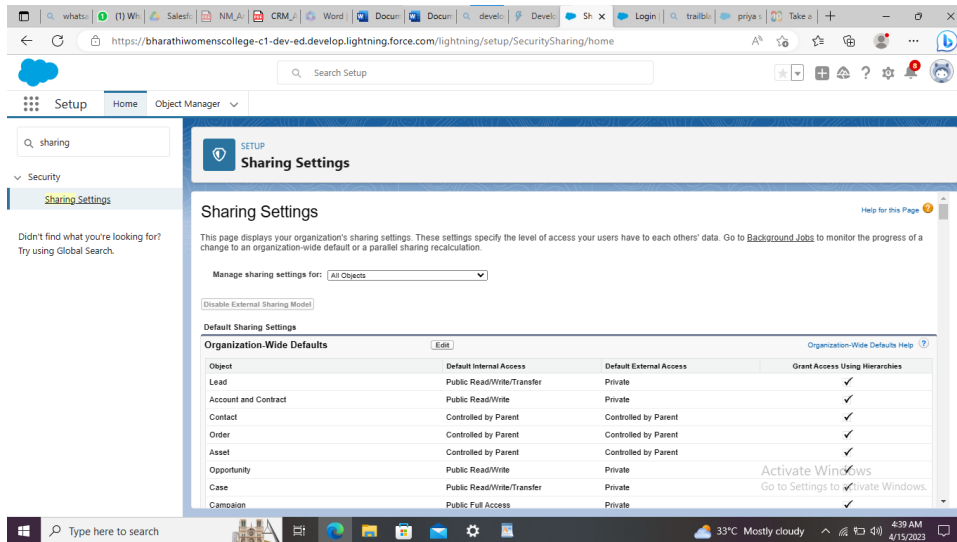 whatsa
(1) Wh
Salesfo
NM_A
CRM_A
Word
Docum
Docum
develo
Develo
Sh
Login
trailbla
priya s
Take a
https://bharathiwomenscollege-c1-dev-ed.develop.lightning.force.com/lightning/setup/SecuritySharing/home
Search Setup
8
Setup Home Object Manager
sharing
Security
Sharing Settings
Didn't find what you're looking for?
Try using Global Search.
SETUP
Sharing Settings
Sharing Settings
Help for this Page
This page displays your organization's sharing settings. These settings specify the level of access your users have to each others' data. Go to Background Jobs to monitor the progress of a
change to an organization-wide default or a parallel sharing recalculation.
Manage sharing settings for: All Objects
Disable External Sharing Model
Default Sharing Settings
Organization-Wide Defaults Edit Organization-Wide Defaults Help ?
Object Default Internal Access Default External Access Grant Access Using Hierarchies
Lead Public Read/Write/Transfer Private ✓
Account and Contract Public Read/Write Private ✓
Contact Controlled by Parent Controlled by Parent ✓
Order Controlled by Parent Controlled by Parent ✓
Asset Controlled by Parent Controlled by Parent ✓
Opportunity Public Read/Write Private ✓
Case Public Read/Write/Transfer Private ✓
Campaign Public Full Access Private ✓
Activate Windows
Go to Settings to activate Windows.
Type here to search
33°C Mostly cloudy
4:39 AM
4/15/2023